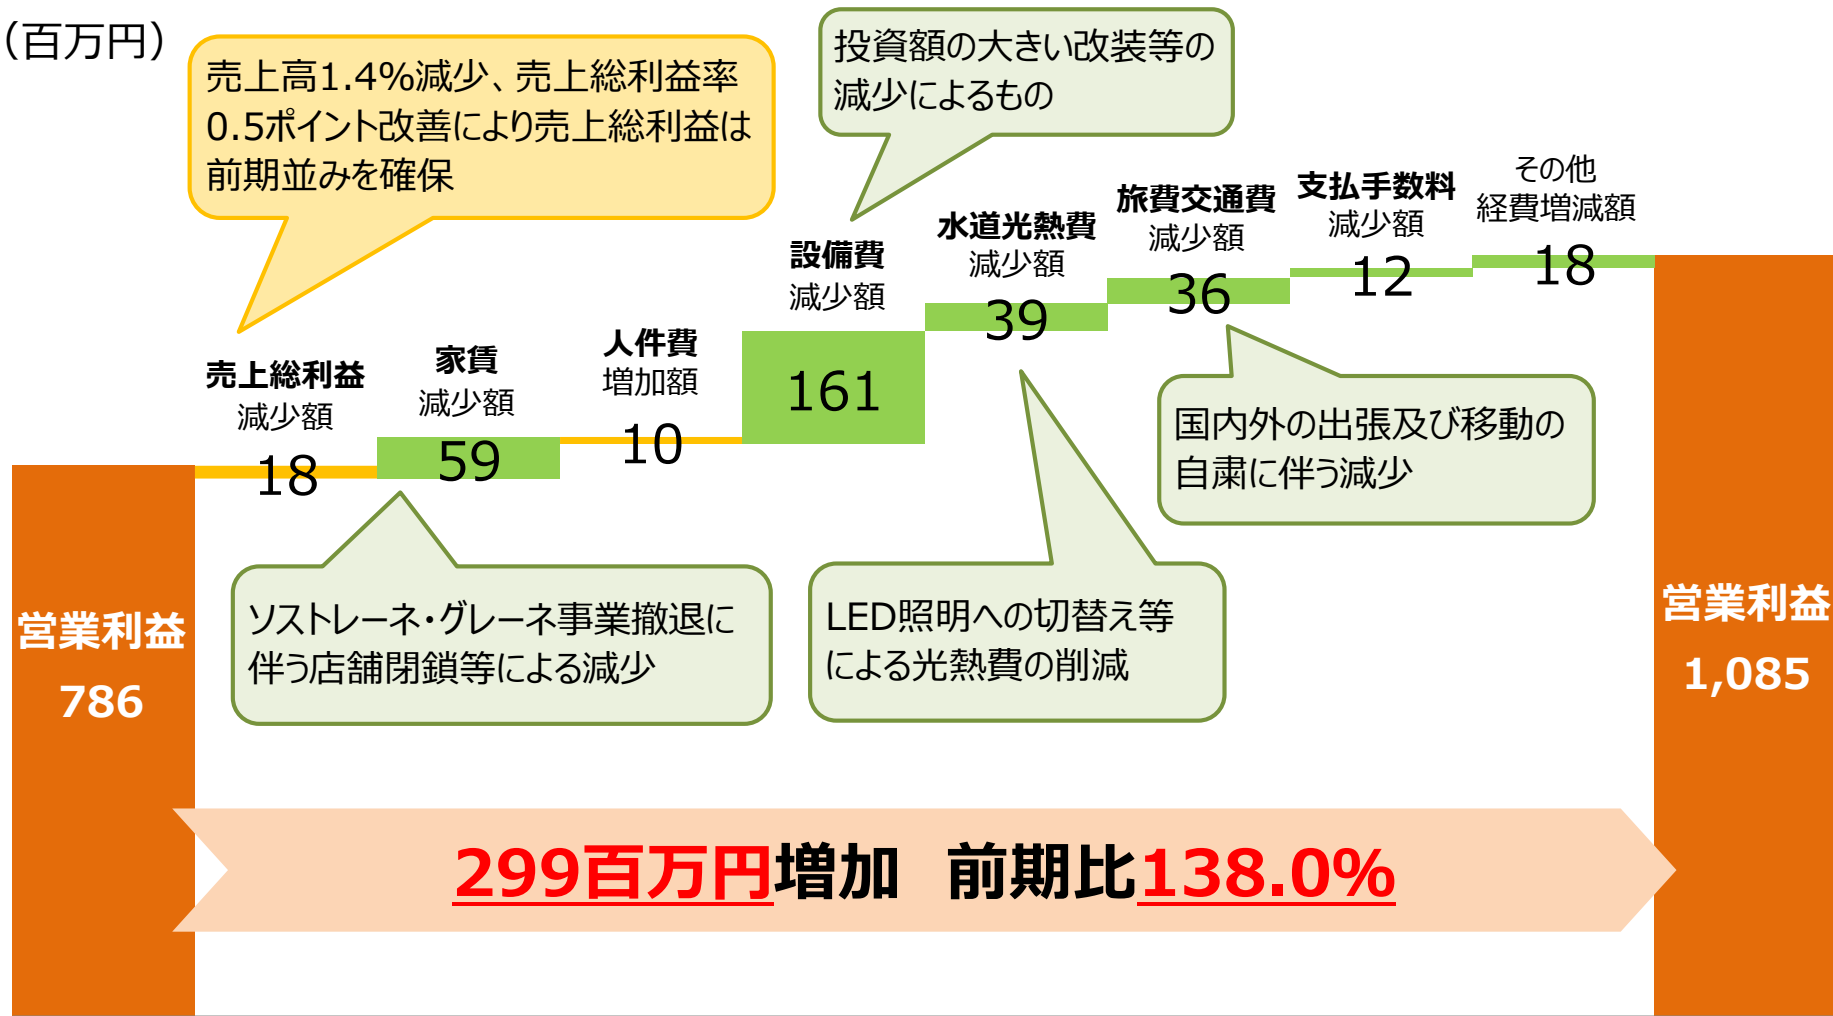 （百万円）
売上高1.4%減少、売上総利益率
0.5ポイント改善により売上総利益は
前期並みを確保
投資額の大きい改装等の
減少によるもの
売上総利益
減少額
18
家賃
減少額
59
人件費
増加額
10
設備費
減少額
161
水道光熱費
減少額
39
旅費交通費
減少額
36
支払手数料
減少額
12
その他
経費増減額
18
国内外の出張及び移動の
自粛に伴う減少
ソストレーネ・グレーネ事業撤退に
伴う店舗閉鎖等による減少
LED照明への切替え等
による光熱費の削減
営業利益
786
営業利益
1,085
299百万円増加　前期比138.0%